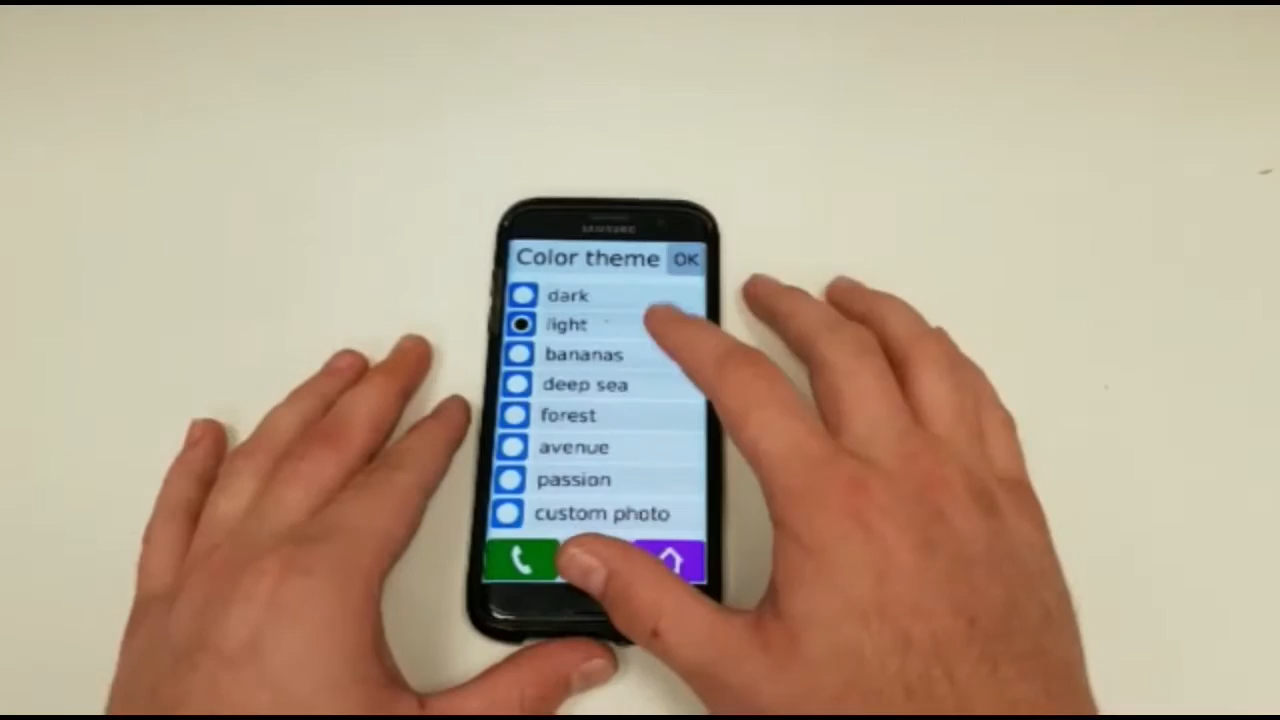 SAMSUNG
Color theme OK
dark
light
bananas
deep sea
forest
avenue
passion
custom photo